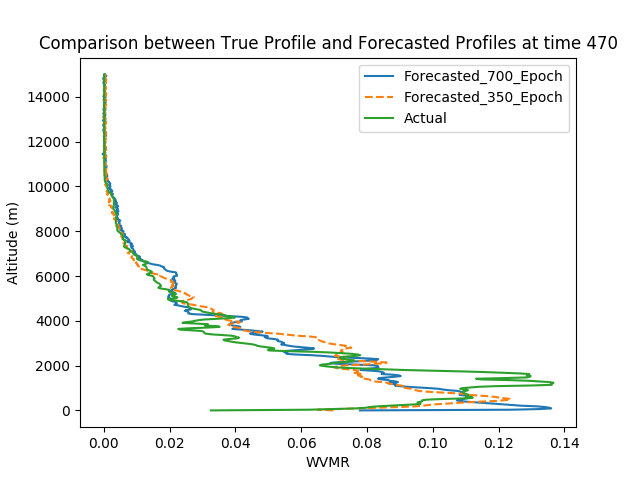 Comparison between True Profile and Forecasted Profiles at time 470
Forecasted_700_Epoch
Forecasted_350_Epoch
Actual
Altitude (m)
14000
12000
10000
8000
6000
4000
2000
0
0.00 0.02 0.04 0.06 0.08 0.10 0.12 0.14
WVMR